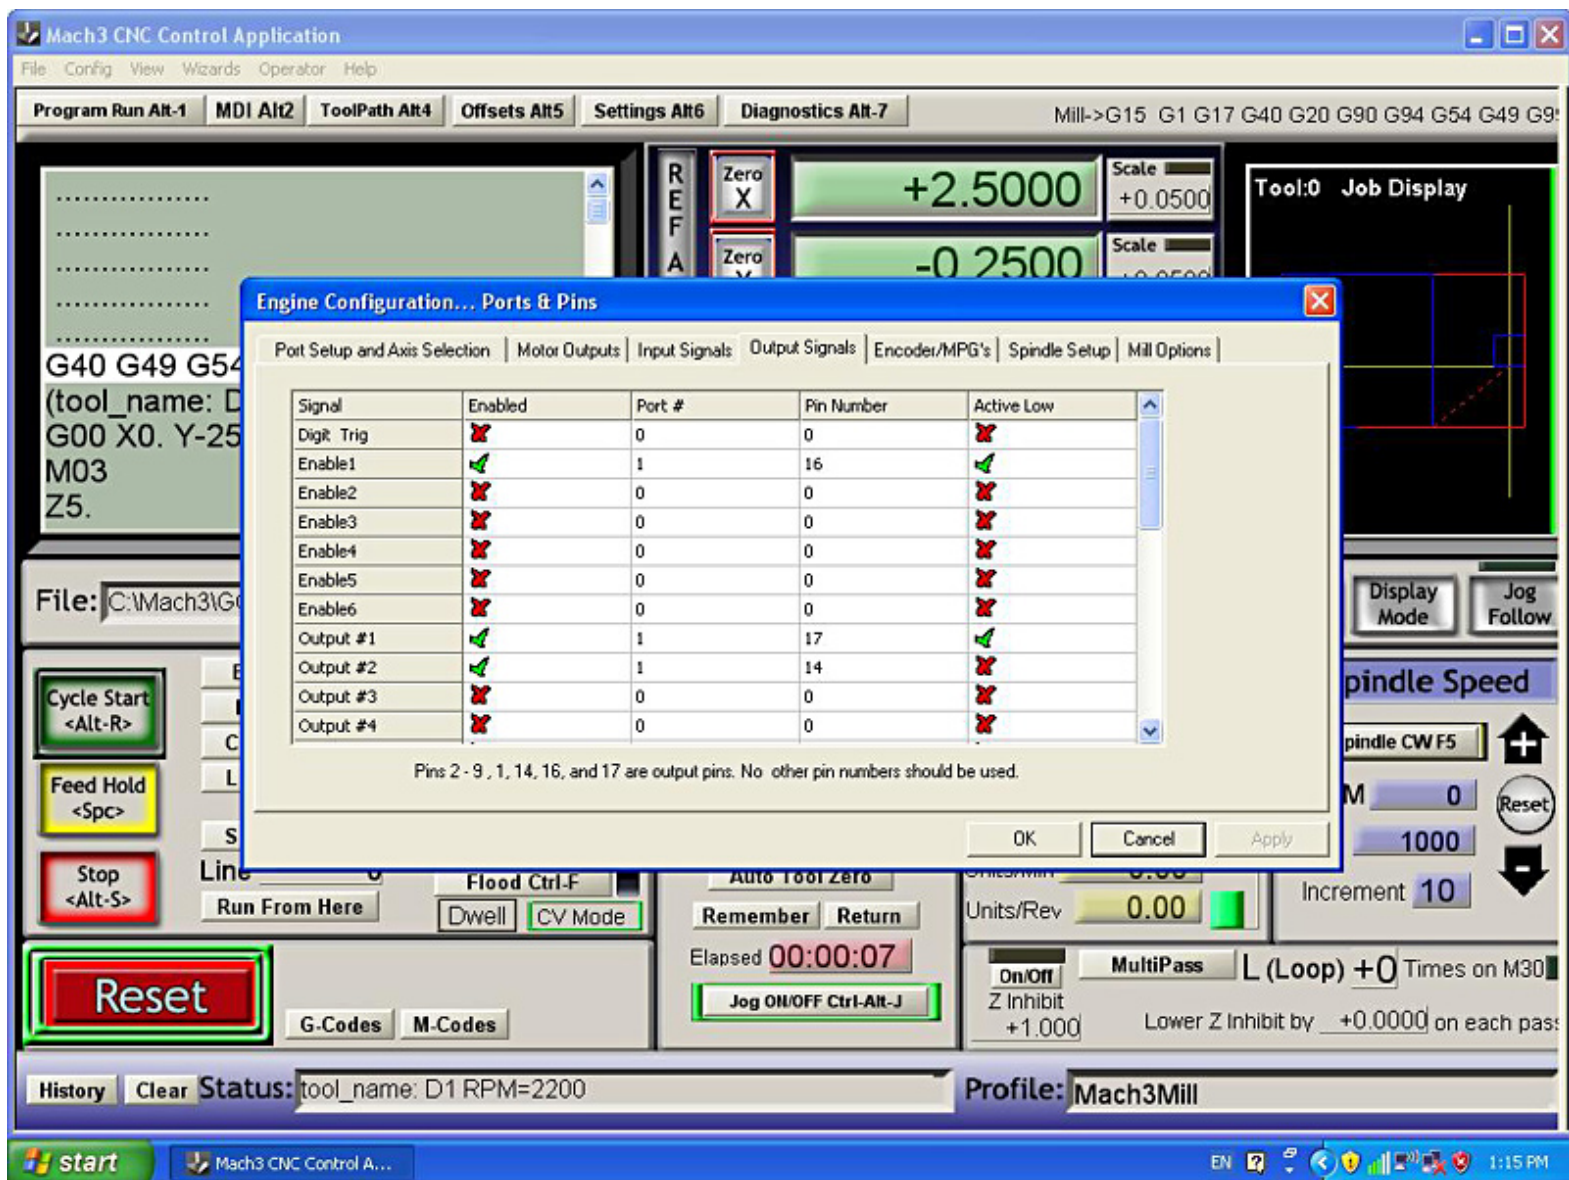 Mach3 CNC Control Application
File Config View Wizards Operator Help
Program Run Alt-1 MDI Alt2 ToolPath Alt4 Offsets Alt5 Settings Alt6 Diagnostics Alt-7 Mill->G15 G1 G17 G40 G20 G90 G94 G54 G49 G9
R E F A
Zero X +2.5000 Scale +0.0500
Tool:0 Job Display
Zero -0.2500 Scale
.................
.................
.................
.................
.................
G40 G49 G54
(tool_name: D
G00 X0. Y-25
M03
Z5.
Engine Configuration... Ports & Pins
Port Setup and Axis Selection Motor Outputs Input Signals Output Signals Encoder/MPG's Spindle Setup Mill Options
Signal Enabled Port # Pin Number Active Low
Digit Trig 0 0
Enable1 1 16
Enable2 0 0
Enable3 0 0
Enable4 0 0
Enable5 0 0
Enable6 0 0
Output #1 1 17
Output #2 1 14
Output #3 0 0
Output #4 0 0
Pins 2 - 9 , 1, 14, 16, and 17 are output pins. No other pin numbers should be used.
OK Cancel Apply
File: C:\Mach3\G
Display Mode
Jog Follow
Cycle Start
<Alt-R>
Feed Hold
<Spc>
Stop
<Alt-S>
Line
Run From Here
Flood Ctrl-F
Dwell CV Mode
Auto Tool Zero
Remember Return
Elapsed 00:00:07
Jog ON/OFF Ctrl-Alt-J
Units/Min 0.00
Units/Rev 0.00
pindle Speed
pindle CW F5
M 0 Reset
1000
Increment 10
Reset
G-Codes M-Codes
On/Off
Z Inhibit
+1.000
MultiPass L (Loop) +0 Times on M30
Lower Z Inhibit by +0.0000 on each pas
History Clear Status: tool_name: D1 RPM=2200 Profile: Mach3Mill
start Mach3 CNC Control A... EN 1:15 PM